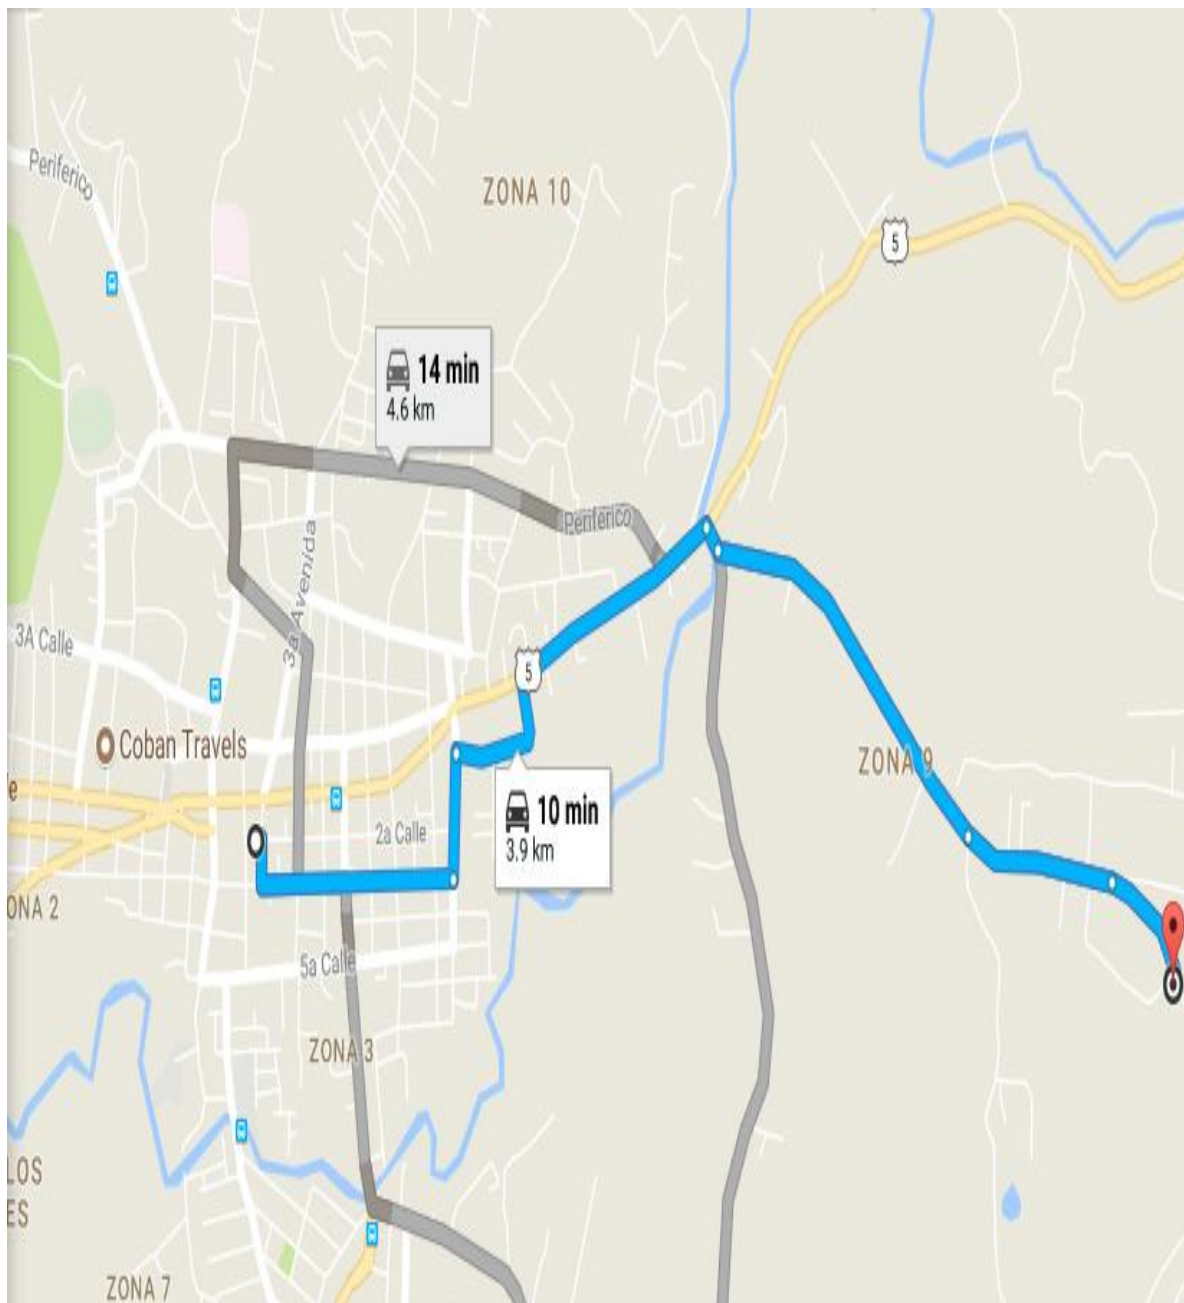 Periferico
ZONA 10
5
14 min
4.6 km
Periferico
3a Avenida
3A Calle
5
Coban Travels
ZONA 9
e
10 min
3.9 km
2a Calle
ONA 2
5a Calle
ZONA 3
LOS
ES
ZONA 7